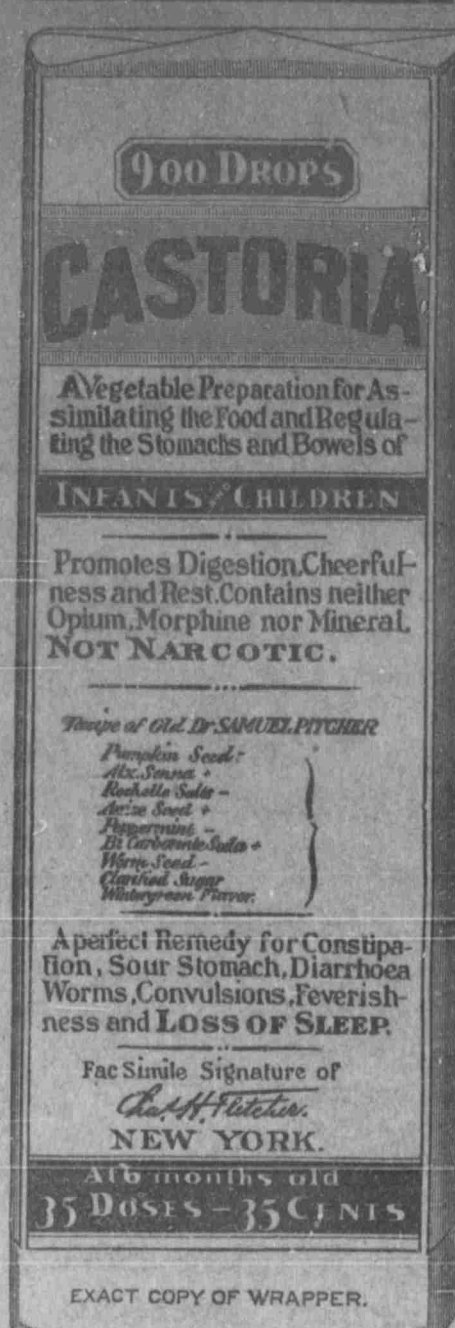 900 DROPS
CASTORIA
A Vegetable Preparation for As-
similating the Food and Regula-
ting the Stomachs and Bowels of
INFANTS & CHILDREN
Promotes Digestion, Cheerful-
ness and Rest. Contains neither
Opium, Morphine nor Mineral.
NOT NARCOTIC.
Recipe of Old Dr SAMUEL PITCHER
Pumpkin Seed -
Alx. Senna +
Rochelle Salts -
Anise Seed +
Peppermint -
Bi Carbonate Soda +
Worm Seed -
Clarified Sugar
Wintergreen Flavor.
A perfect Remedy for Constipa-
tion, Sour Stomach, Diarrhoea
Worms, Convulsions, Feverish-
ness and LOSS OF SLEEP.
Fac Simile Signature of
Chas. H. Fletcher.
NEW YORK.
At 6 months old
35 DOSES – 35 CENTS
EXACT COPY OF WRAPPER.